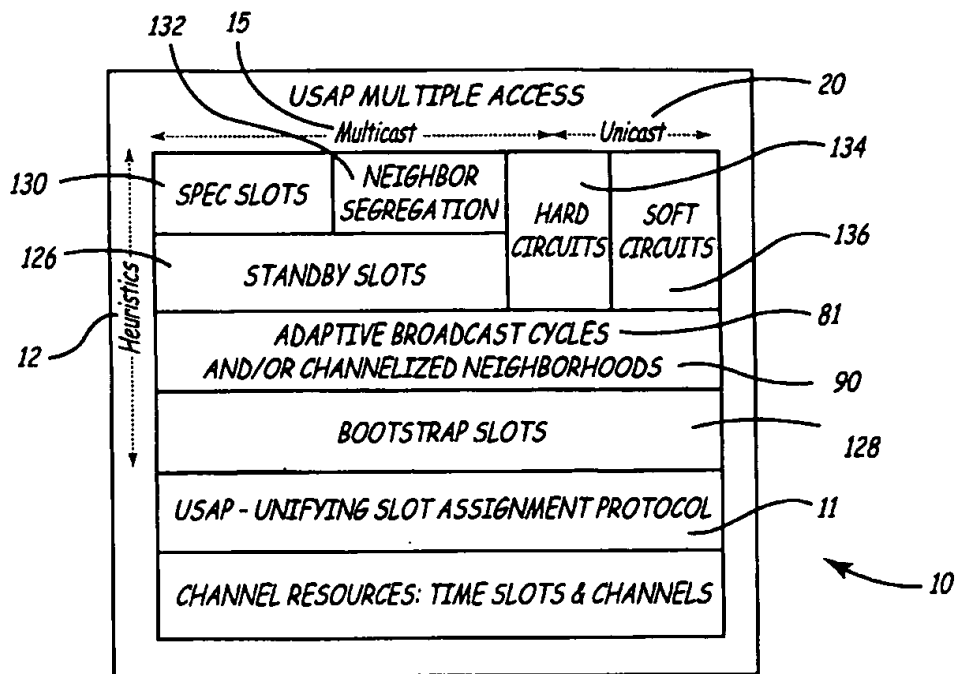 132
15
USAP MULTIPLE ACCESS
20
Multicast
Unicast
134
130
SPEC SLOTS
NEIGHBOR
SEGREGATION
HARD
CIRCUITS
SOFT
CIRCUITS
136
126
STANDBY SLOTS
Heuristics
12
ADAPTIVE BROADCAST CYCLES
81
AND/OR CHANNELIZED NEIGHBORHOODS
90
BOOTSTRAP SLOTS
128
USAP - UNIFYING SLOT ASSIGNMENT PROTOCOL
11
CHANNEL RESOURCES: TIME SLOTS & CHANNELS
10